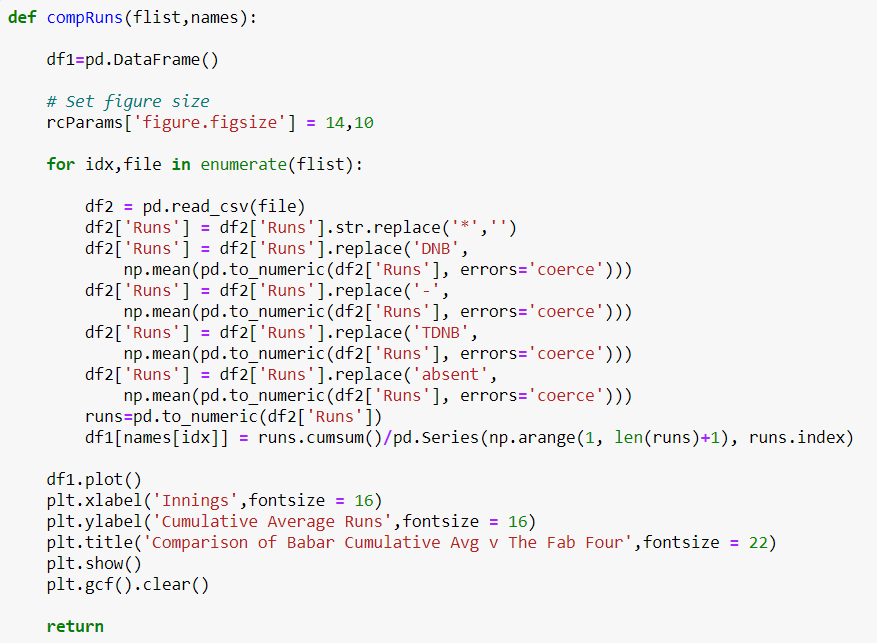 def compRuns(flist,names):
    df1=pd.DataFrame()
    # Set figure size
    rcParams['figure.figsize'] = 14,10
    for idx,file in enumerate(flist):
        df2 = pd.read_csv(file)
        df2['Runs'] = df2['Runs'].str.replace('*','')
        df2['Runs'] = df2['Runs'].replace('DNB',
            np.mean(pd.to_numeric(df2['Runs'], errors='coerce')))
        df2['Runs'] = df2['Runs'].replace('-',
            np.mean(pd.to_numeric(df2['Runs'], errors='coerce')))
        df2['Runs'] = df2['Runs'].replace('TDNB',
            np.mean(pd.to_numeric(df2['Runs'], errors='coerce')))
        df2['Runs'] = df2['Runs'].replace('absent',
            np.mean(pd.to_numeric(df2['Runs'], errors='coerce')))
        runs=pd.to_numeric(df2['Runs'])
        df1[names[idx]] = runs.cumsum()/pd.Series(np.arange(1, len(runs)+1), runs.index)
    df1.plot()
    plt.xlabel('Innings',fontsize = 16)
    plt.ylabel('Cumulative Average Runs',fontsize = 16)
    plt.title('Comparison of Babar Cumulative Avg v The Fab Four',fontsize = 22)
    plt.show()
    plt.gcf().clear()
    return